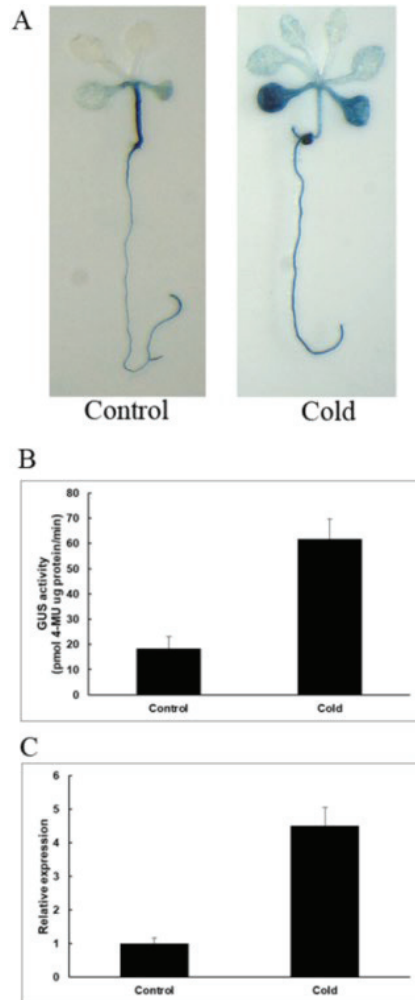 A
Control
Cold
B
GUS activity
(pmol 4-MU ug protein/min)
80
70
60
50
40
30
20
10
0
Control
Cold
C
Relative expression
6
5
4
3
2
1
0
Control
Cold